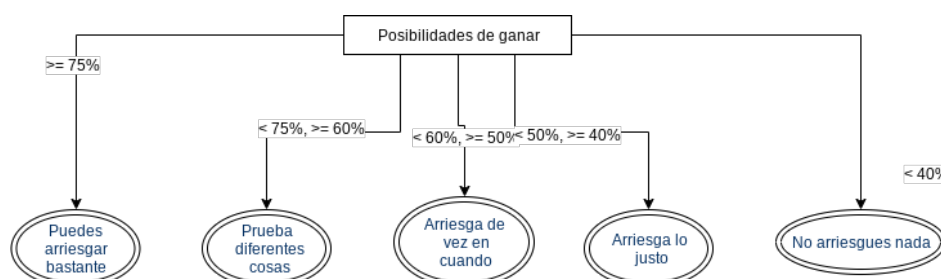 Posibilidades de ganar
>= 75%
< 75%, >= 60%
< 60%, >= 50%
< 50%, >= 40%
< 40%
Puedes
arriesgar
bastante
Prueba
diferentes
cosas
Arriesga de
vez en
cuando
Arriesga lo
justo
No arriesgues nada